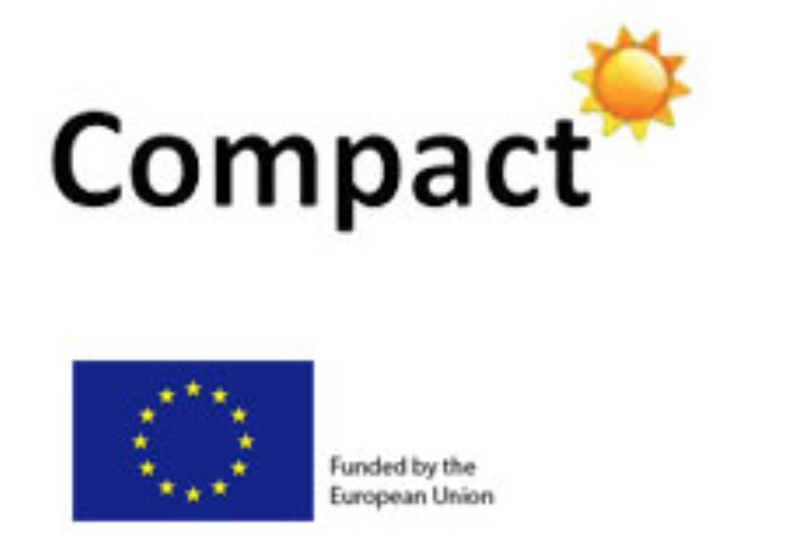 Compact
Funded by the
European Union